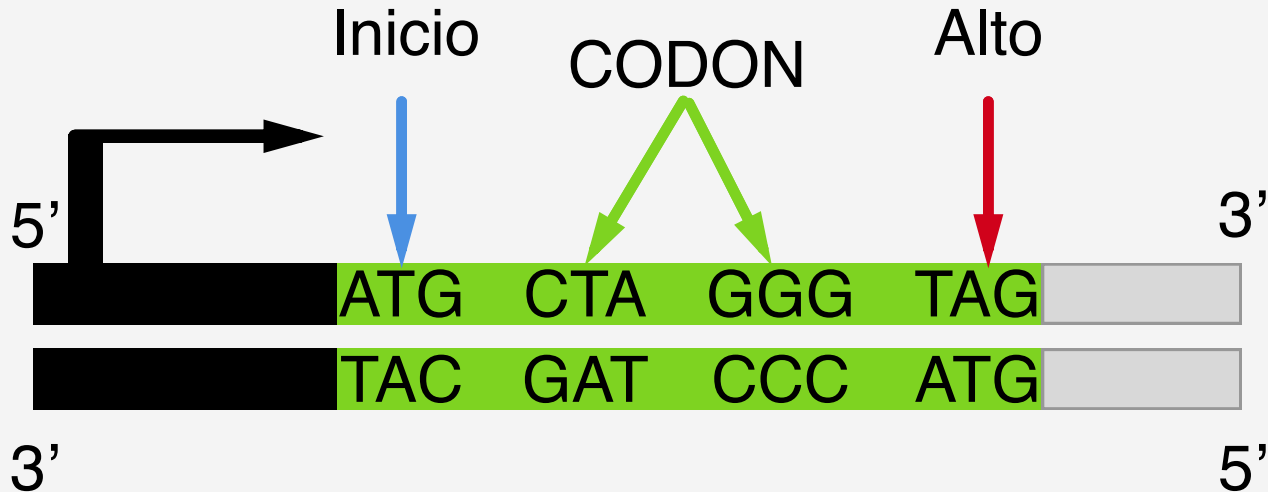 Inicio CODON Alto
5’ 3’
ATG CTA GGG TAG
TAC GAT CCC ATG
3’ 5’